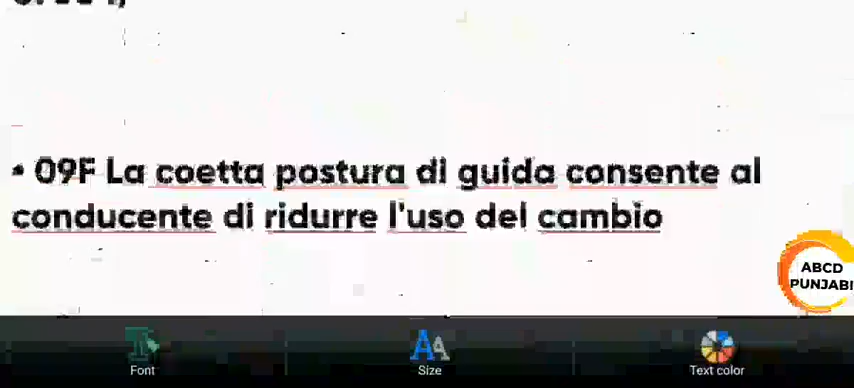 • 09F La coetta postura di guida consente al
conducente di ridurre l'uso del cambio
ABCD
PUNJABI
Font
Size
Text color